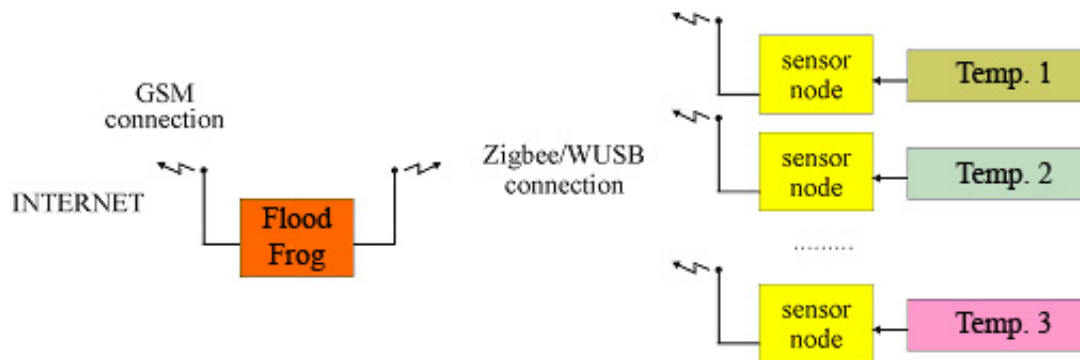 GSM
connection
INTERNET
Flood
Frog
Zigbee/WUSB
connection
sensor
node
Temp. 1
sensor
node
Temp. 2
.........
sensor
node
Temp. 3